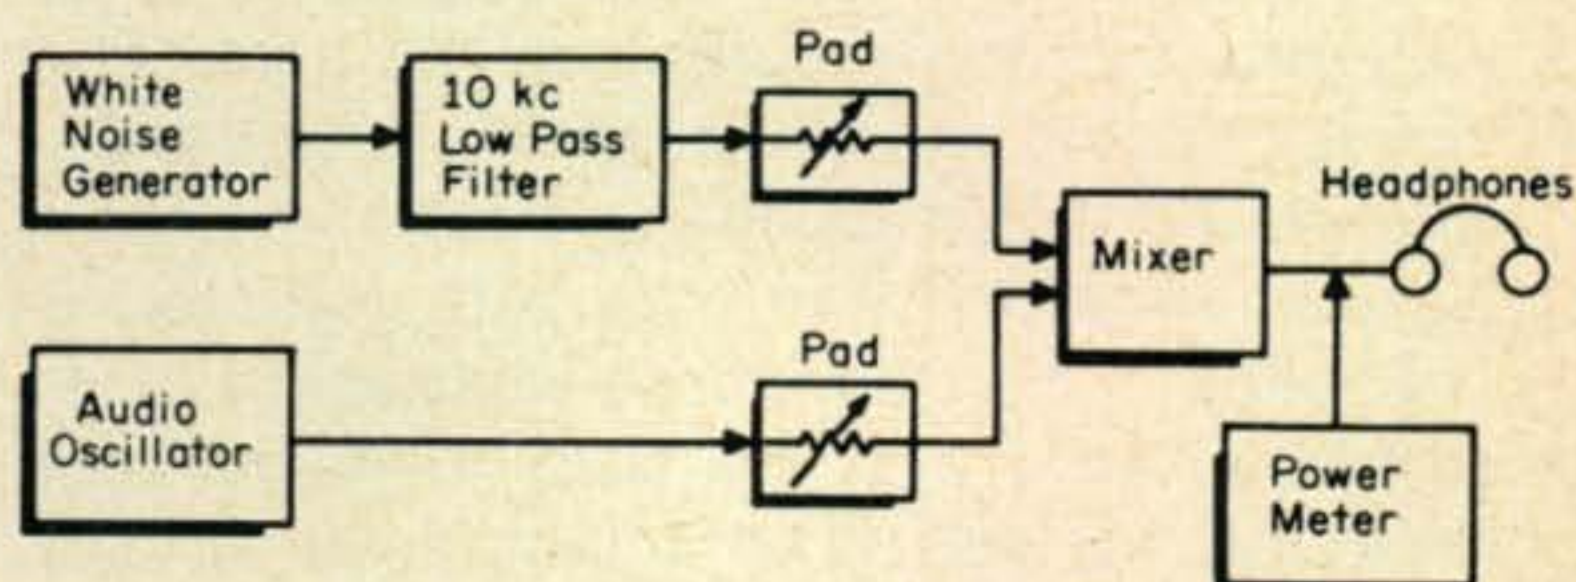 White
Noise
Generator
10 kc
Low Pass
Filter
Pad
Mixer
Headphones
Audio
Oscillator
Pad
Power
Meter